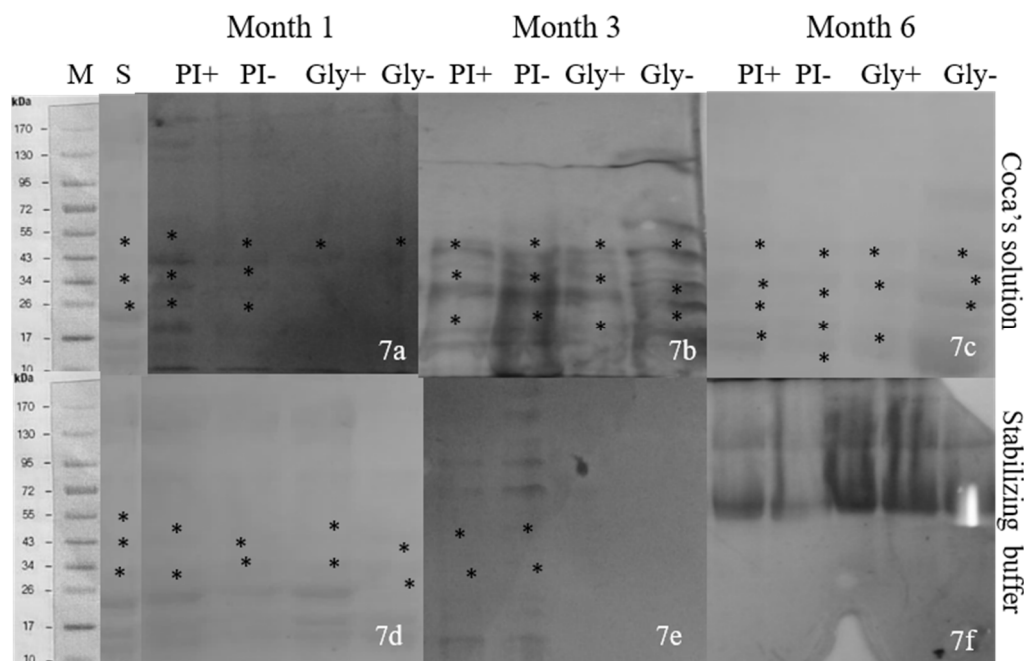 Month 1 Month 3 Month 6
M S PI+ PI- Gly+ Gly- PI+ PI- Gly+ Gly- PI+ PI- Gly+ Gly-
kDa
170
130
95
72
55
43
34
26
17
10
7a 7b 7c
Coca's solution
kDa
170
130
95
72
55
43
34
26
17
10
7d 7e 7f
Stabilizing buffer